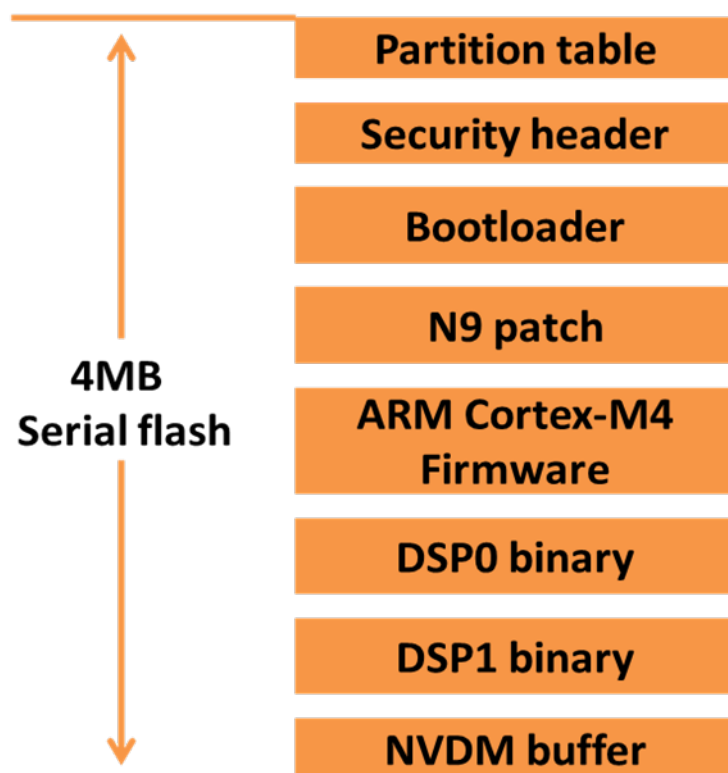 Partition table
Security header
Bootloader
N9 patch
4MB
Serial flash
ARM Cortex-M4
Firmware
DSP0 binary
DSP1 binary
NVDM buffer